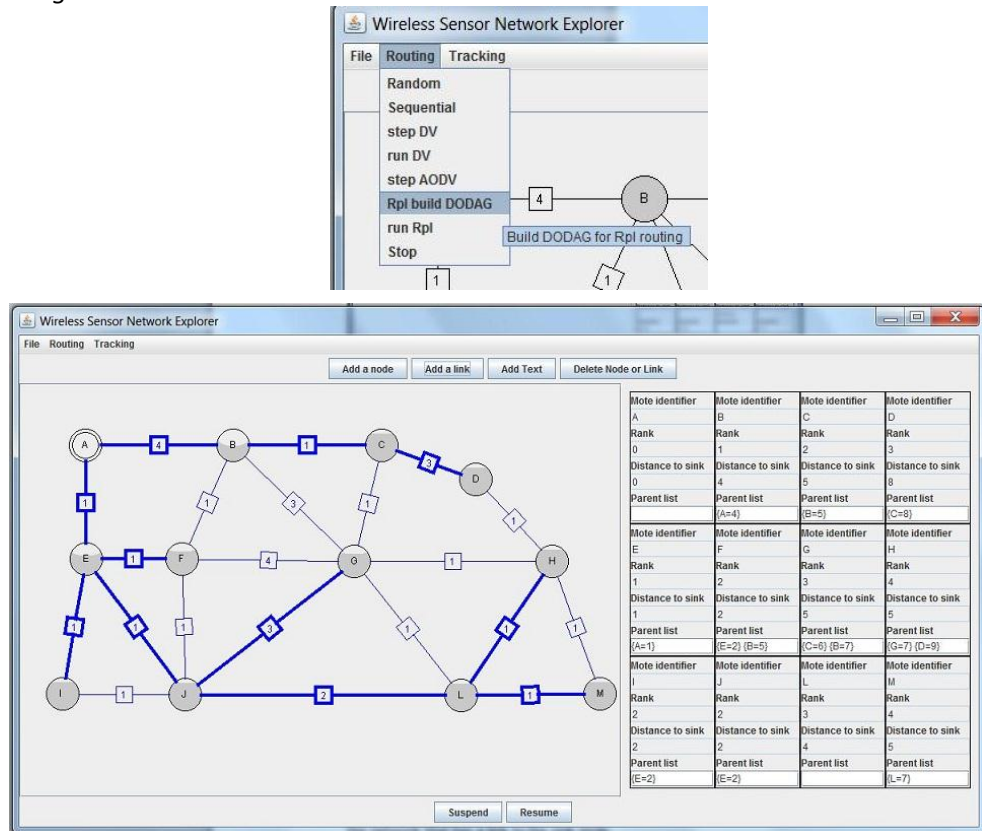 Wireless Sensor Network Explorer
File Routing Tracking
Random
Sequential
step DV
run DV
step AODV
Rpl build DODAG
4
B
run Rpl
Build DODAG for Rpl routing
Stop
1
1
Wireless Sensor Network Explorer
File Routing Tracking
Add a node Add a link Add Text Delete Node or Link
A 4 B 1 C
3
D
1 1 3 1 1
E 1 F 4 G 1 H
1 1 1 3 1 1 1
I 1 J 2 L 1 M
Mote identifier Mote identifier Mote identifier Mote identifier
A B C D
Rank Rank Rank Rank
0 1 2 3
Distance to sink Distance to sink Distance to sink Distance to sink
0 4 5 8
Parent list Parent list Parent list Parent list
{A=4} {B=5} {C=8}
Mote identifier Mote identifier Mote identifier Mote identifier
E F G H
Rank Rank Rank Rank
1 2 3 4
Distance to sink Distance to sink Distance to sink Distance to sink
1 2 5 5
Parent list Parent list Parent list Parent list
{A=1} {E=2} {B=5} {C=6} {B=7} {G=7} {D=9}
Mote identifier Mote identifier Mote identifier Mote identifier
I J L M
Rank Rank Rank Rank
2 2 3 4
Distance to sink Distance to sink Distance to sink Distance to sink
2 2 4 5
Parent list Parent list Parent list Parent list
{E=2} {E=2} {L=7}
Suspend Resume